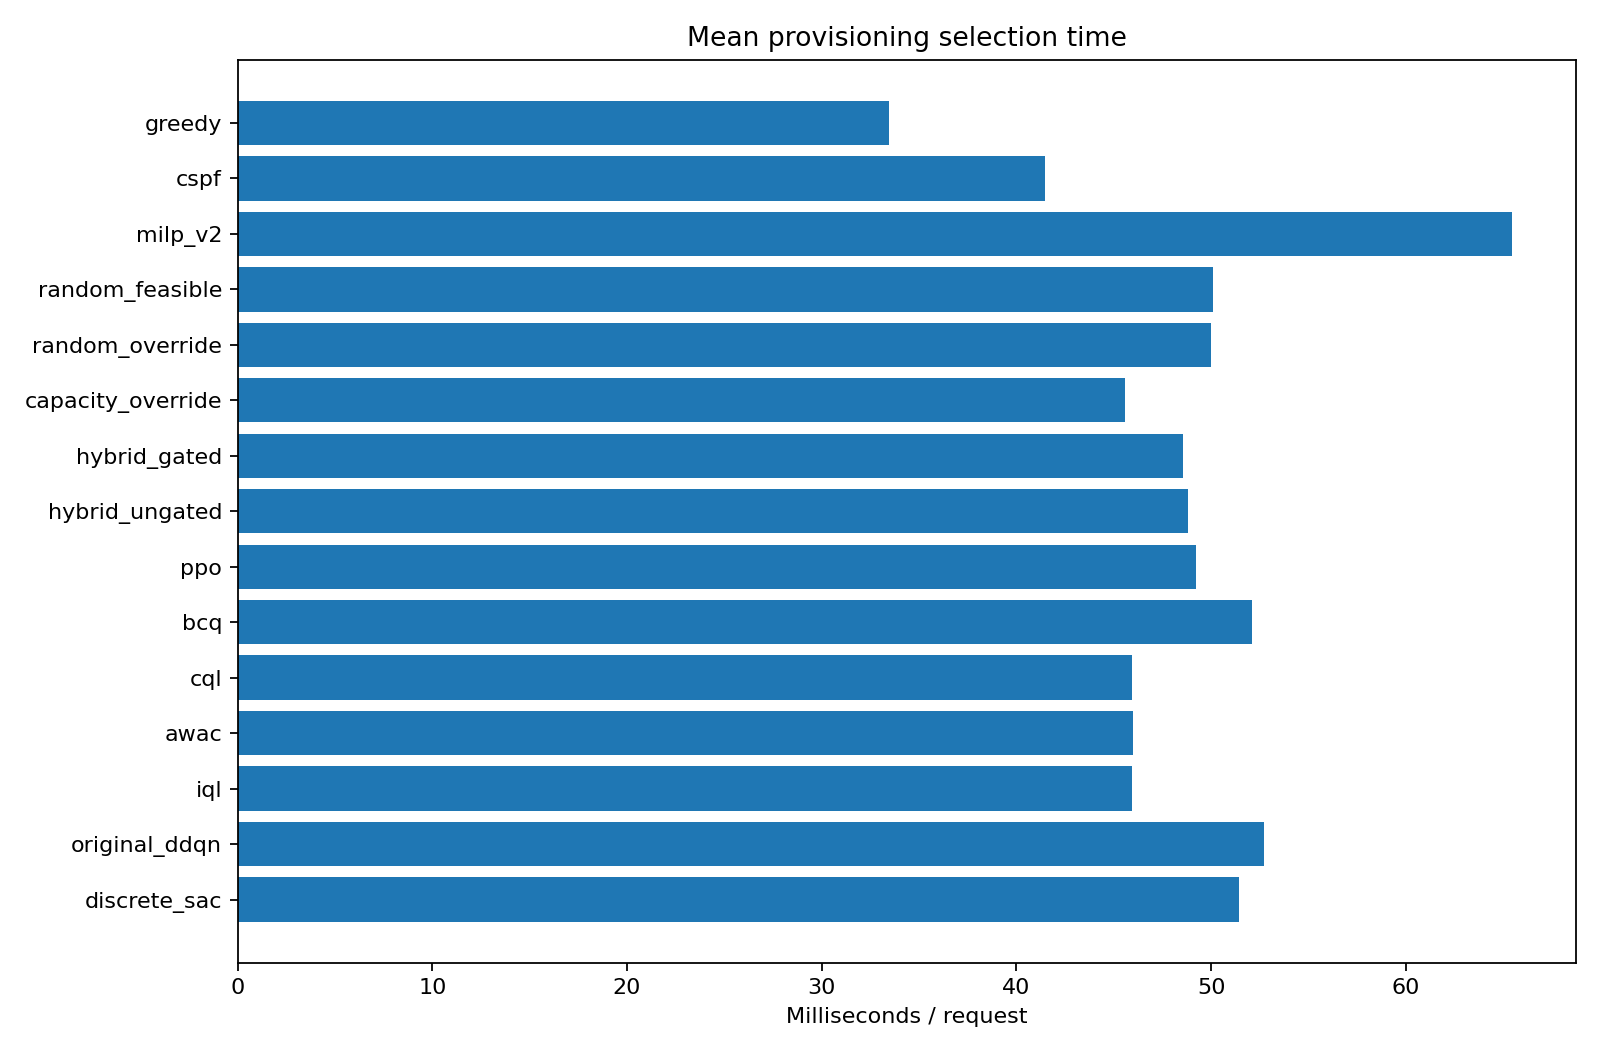 Mean provisioning selection time
greedy
cspf
milp_v2
random_feasible
random_override
capacity_override
hybrid_gated
hybrid_ungated
ppo
bcq
cql
awac
iql
original_ddqn
discrete_sac
0 10 20 30 40 50 60
Milliseconds / request